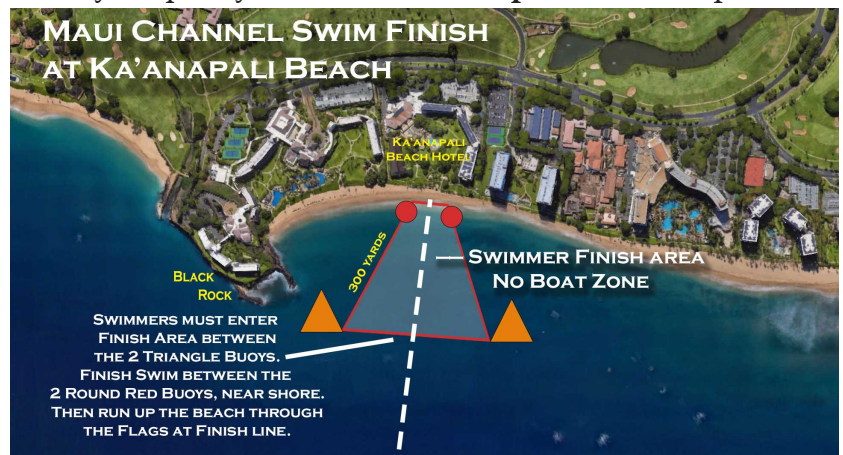 MAUI CHANNEL SWIM FINISH
AT KA'ANAPALI BEACH
KA'ANAPALI
BEACH HOTEL
300 YARDS
SWIMMER FINISH AREA
NO BOAT ZONE
BLACK
ROCK
SWIMMERS MUST ENTER
FINISH AREA BETWEEN
THE 2 TRIANGLE BUOYS.
FINISH SWIM BETWEEN THE
2 ROUND RED BUOYS, NEAR SHORE.
THEN RUN UP THE BEACH THROUGH
THE FLAGS AT FINISH LINE.